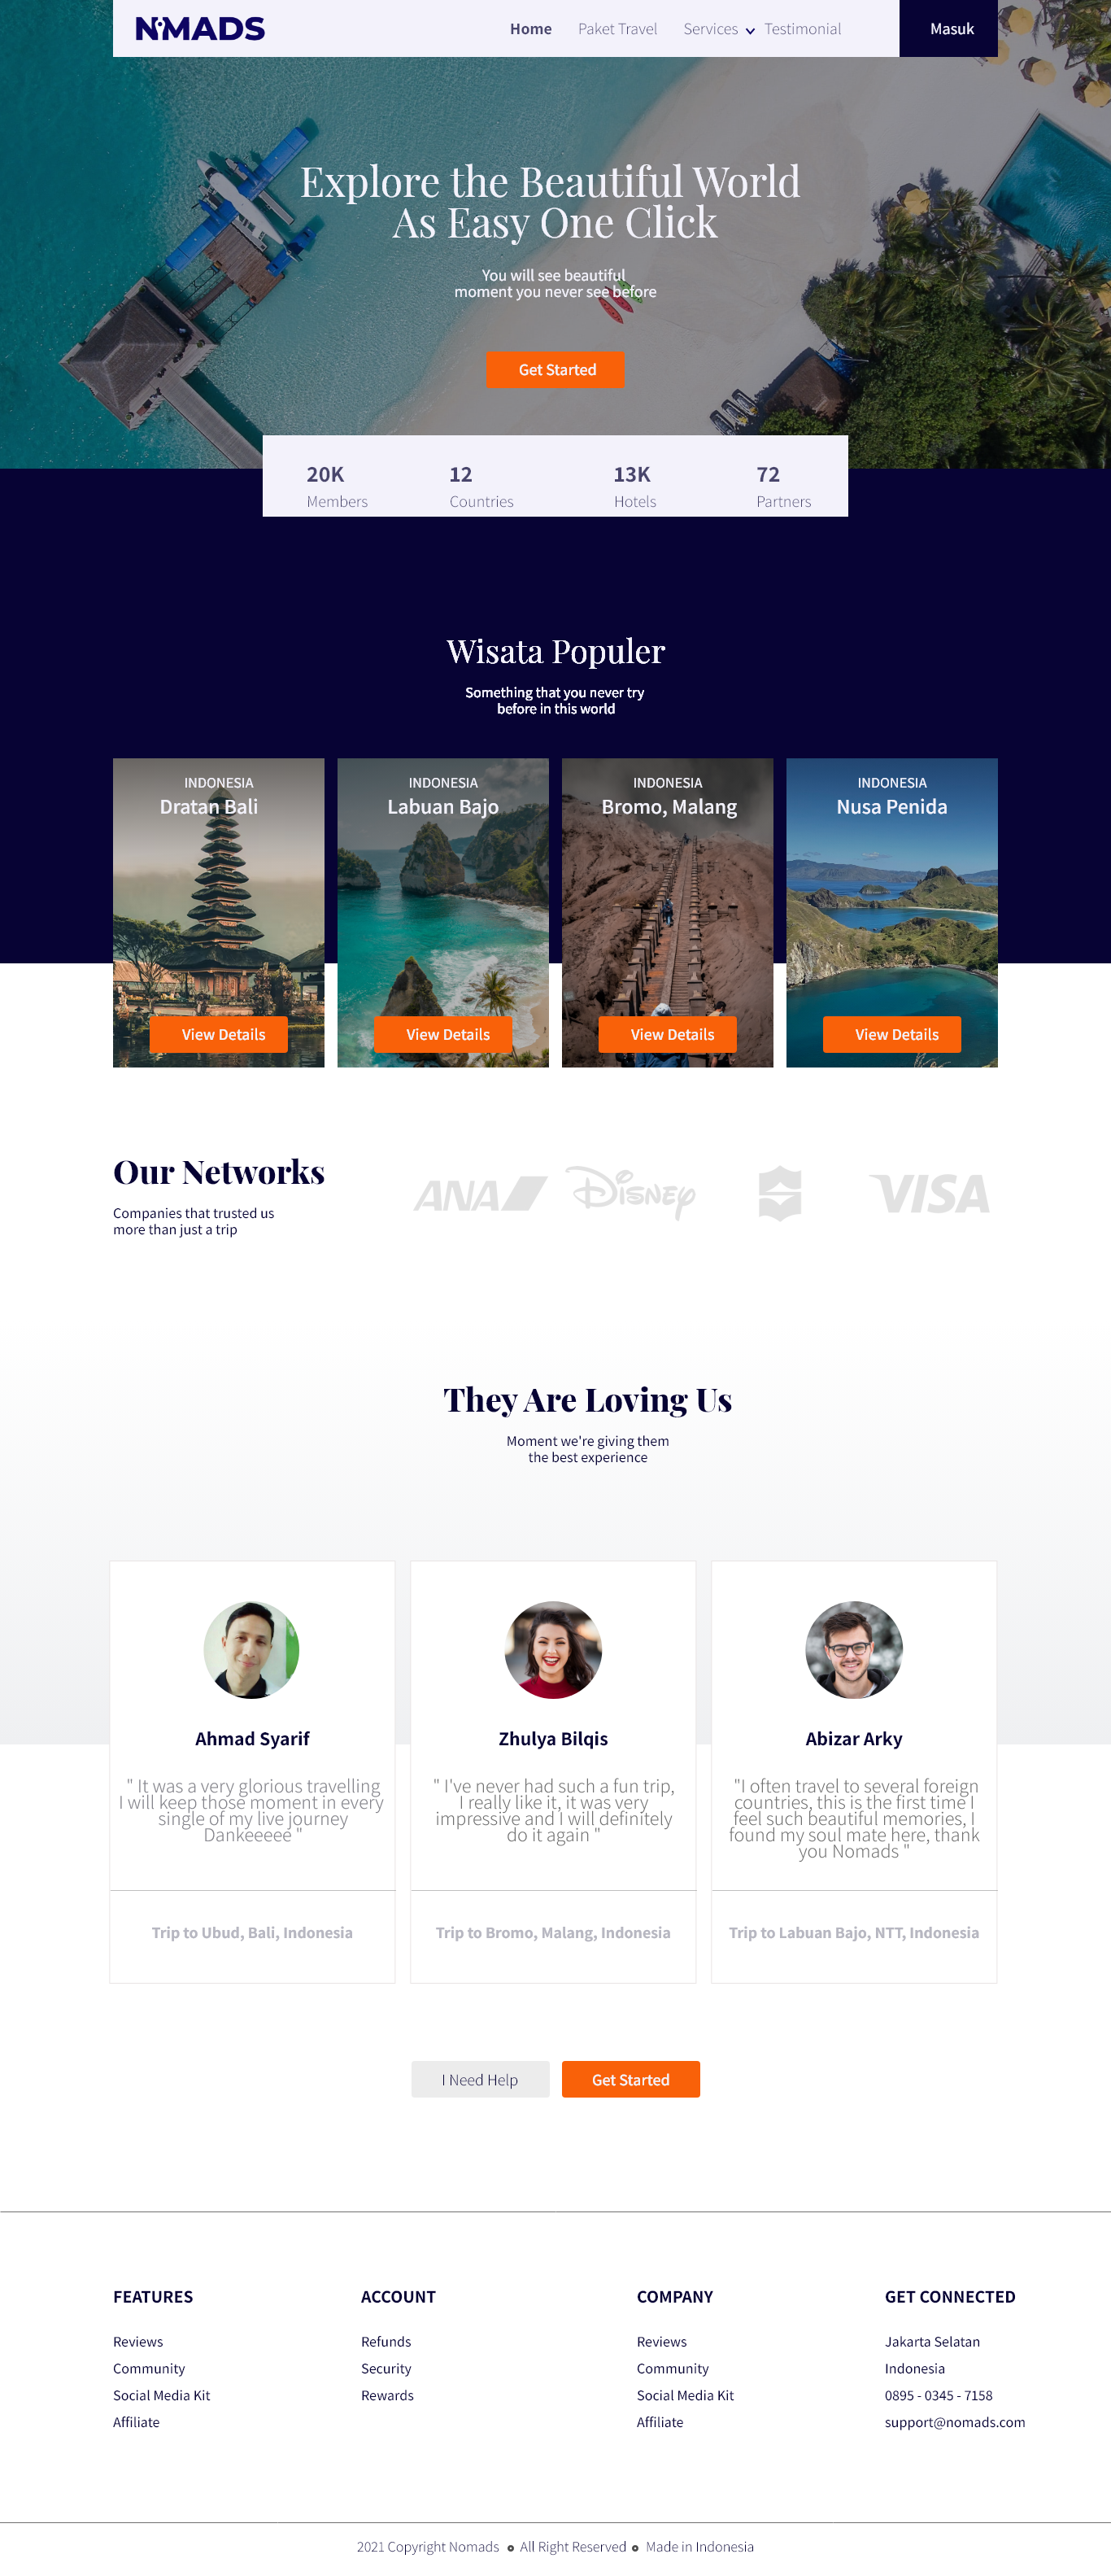 NOMADS
Home Paket Travel Services Testimonial Masuk
Explore the Beautiful World
As Easy One Click
You will see beautiful
moment you never see before
Get Started
20K 12 13K 72
Members Countries Hotels Partners
Wisata Populer
Something that you never try
before in this world
INDONESIA
Dratan Bali
View Details
INDONESIA
Labuan Bajo
View Details
INDONESIA
Bromo, Malang
View Details
INDONESIA
Nusa Penida
View Details
Our Networks
Companies that trusted us
more than just a trip
ANA Disney VISA
They Are Loving Us
Moment we're giving them
the best experience
Ahmad Syarif
" It was a very glorious travelling
I will keep those moment in every
single of my live journey
Dankeeeee "
Trip to Ubud, Bali, Indonesia
Zhulya Bilqis
" I've never had such a fun trip,
I really like it, it was very
impressive and I will definitely
do it again "
Trip to Bromo, Malang, Indonesia
Abizar Arky
"I often travel to several foreign
countries, this is the first time I
feel such beautiful memories, I
found my soul mate here, thank
you Nomads "
Trip to Labuan Bajo, NTT, Indonesia
I Need Help Get Started
FEATURES
Reviews
Community
Social Media Kit
Affiliate
ACCOUNT
Refunds
Security
Rewards
COMPANY
Reviews
Community
Social Media Kit
Affiliate
GET CONNECTED
Jakarta Selatan
Indonesia
0895 - 0345 - 7158
support@nomads.com
2021 Copyright Nomads All Right Reserved Made in Indonesia